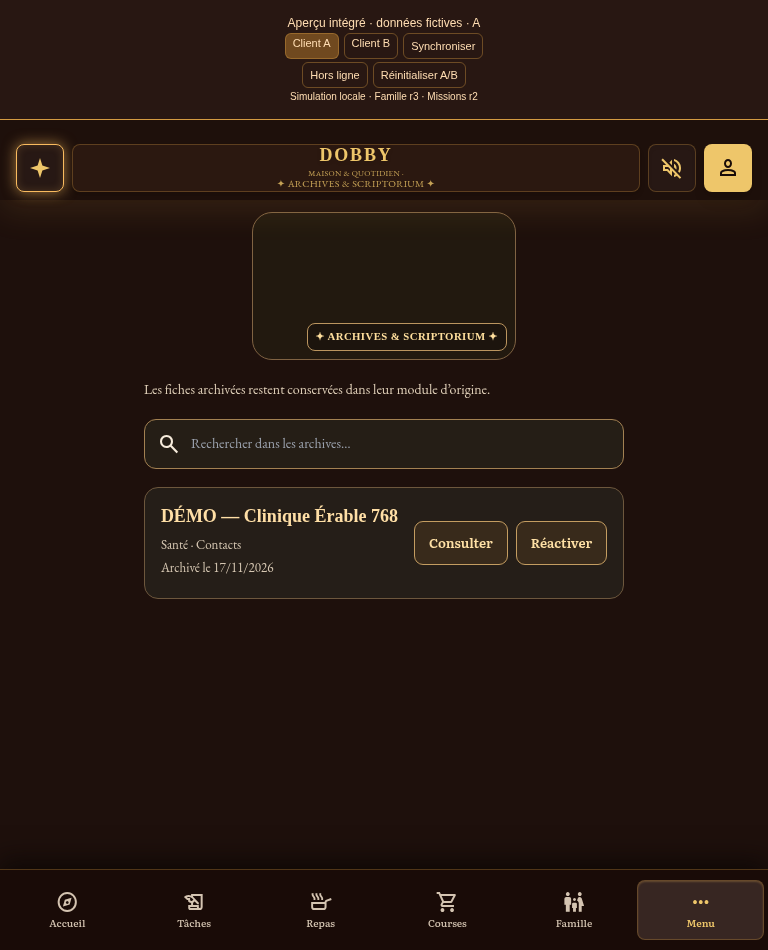 Aperçu intégré · données fictives · A
Client A
Client B
Synchroniser
Hors ligne
Réinitialiser A/B
Simulation locale · Famille r3 · Missions r2
DOBBY
MAISON & QUOTIDIEN ·
✦ ARCHIVES & SCRIPTORIUM ✦
✦ ARCHIVES & SCRIPTORIUM ✦
Les fiches archivées restent conservées dans leur module d’origine.
Rechercher dans les archives…
DÉMO — Clinique Érable 768
Santé · Contacts
Archivé le 17/11/2026
Consulter
Réactiver
Accueil
Tâches
Repas
Courses
Famille
Menu